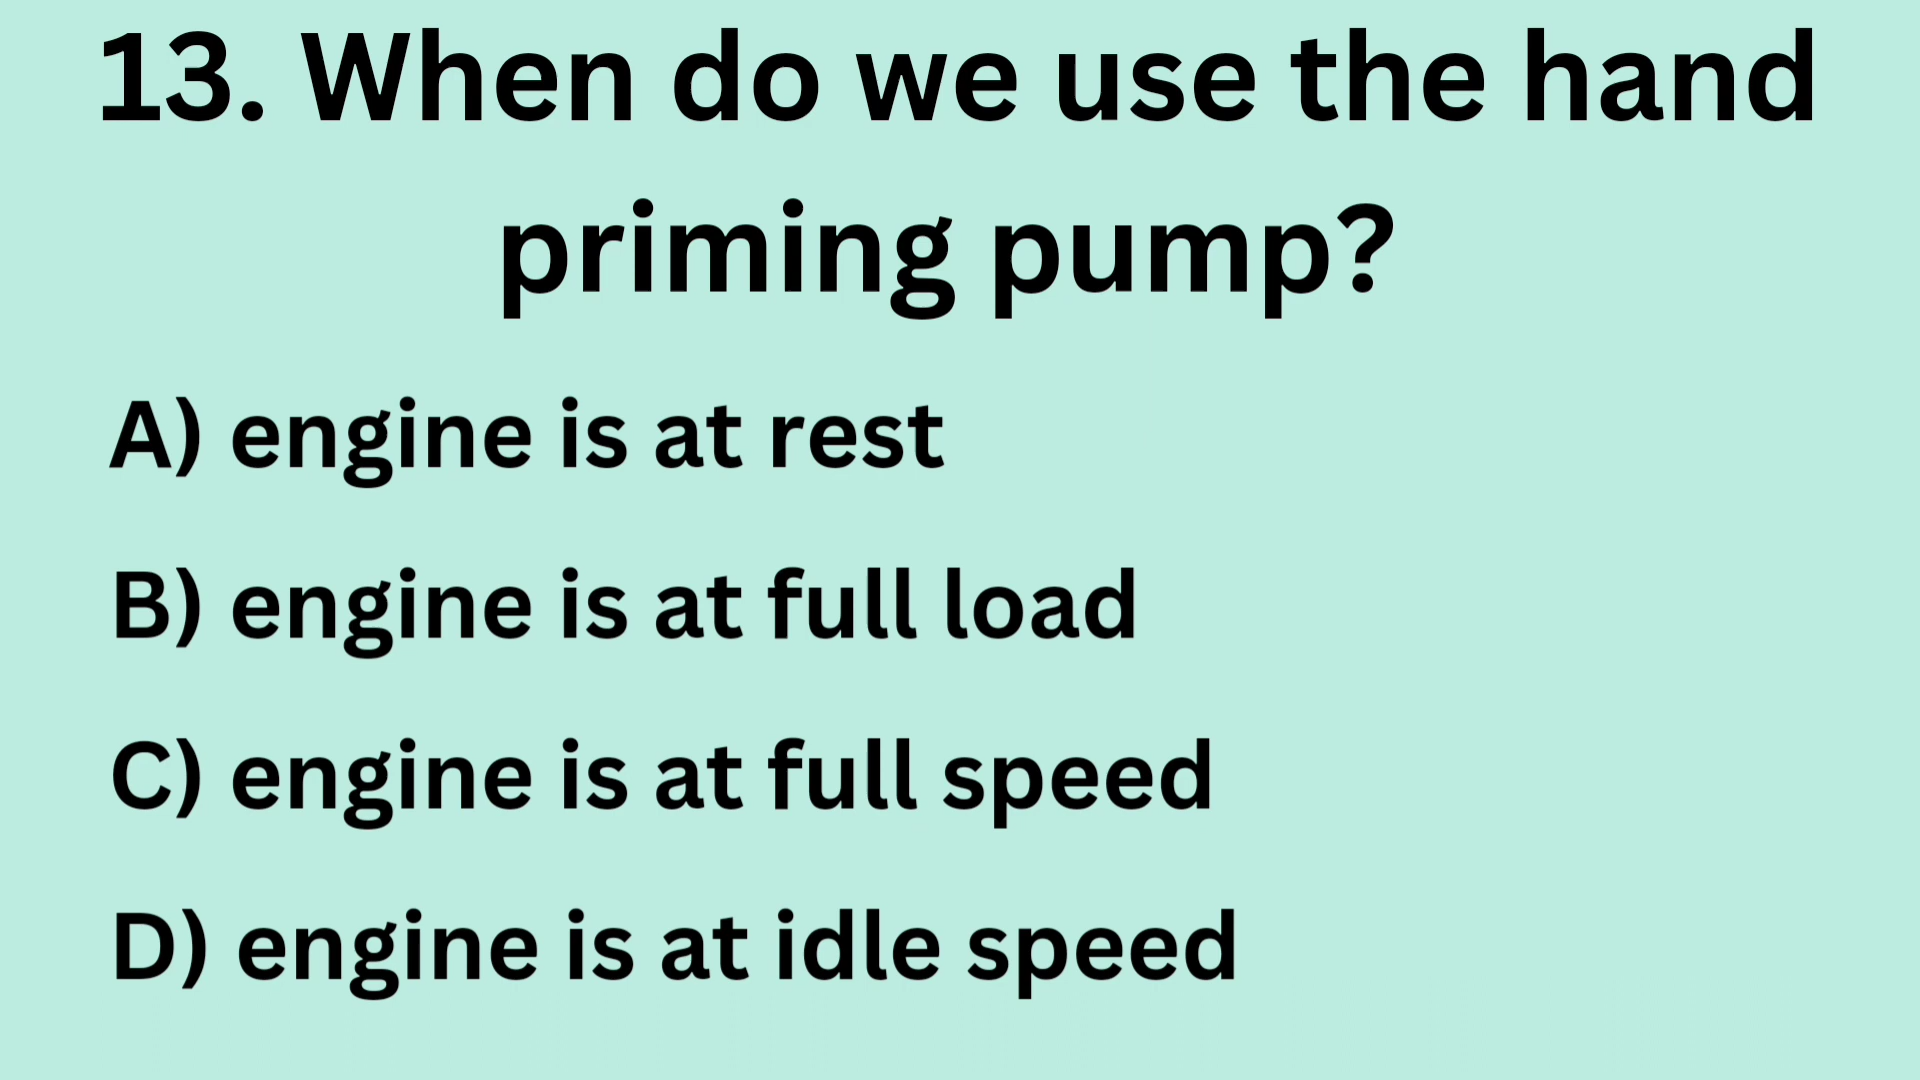 13. When do we use the hand
priming pump?
A) engine is at rest
B) engine is at full load
C) engine is at full speed
D) engine is at idle speed